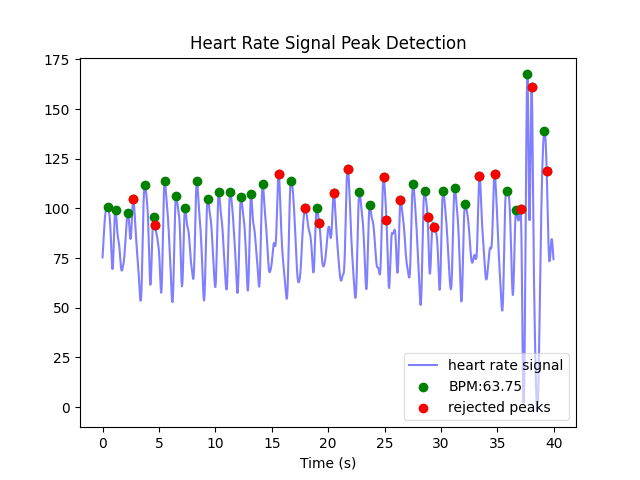 Heart Rate Signal Peak Detection
175
150
125
100
75
50
25
0
heart rate signal
BPM:63.75
rejected peaks
0 5 10 15 20 25 30 35 40
Time (s)